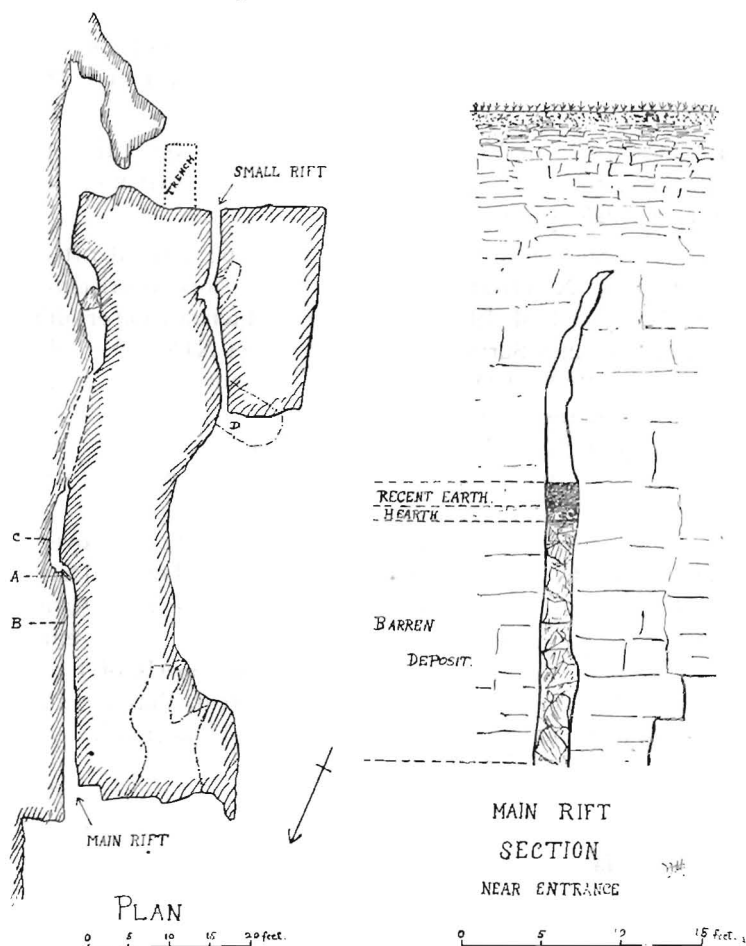 TRENCH.
SMALL RIFT
D
C
A
B
MAIN RIFT
PLAN
0 5 10 15 20 feet.
RECENT EARTH.
HEARTH
BARREN
DEPOSIT.
MAIN RIFT
SECTION
NEAR ENTRANCE
0 5 12 15 feet.